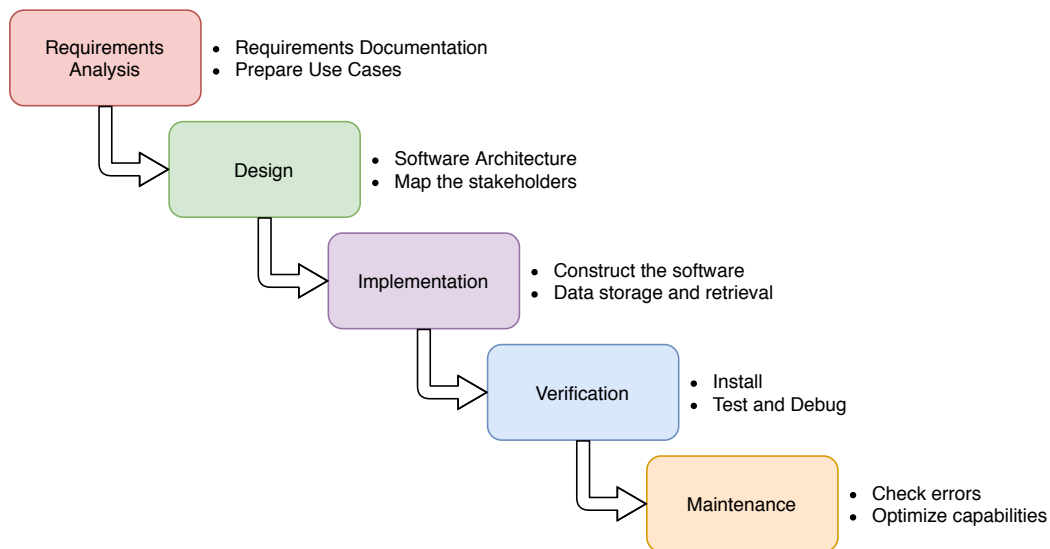 Requirements
Analysis
• Requirements Documentation
• Prepare Use Cases
Design
• Software Architecture
• Map the stakeholders
Implementation
• Construct the software
• Data storage and retrieval
Verification
• Install
• Test and Debug
Maintenance
• Check errors
• Optimize capabilities